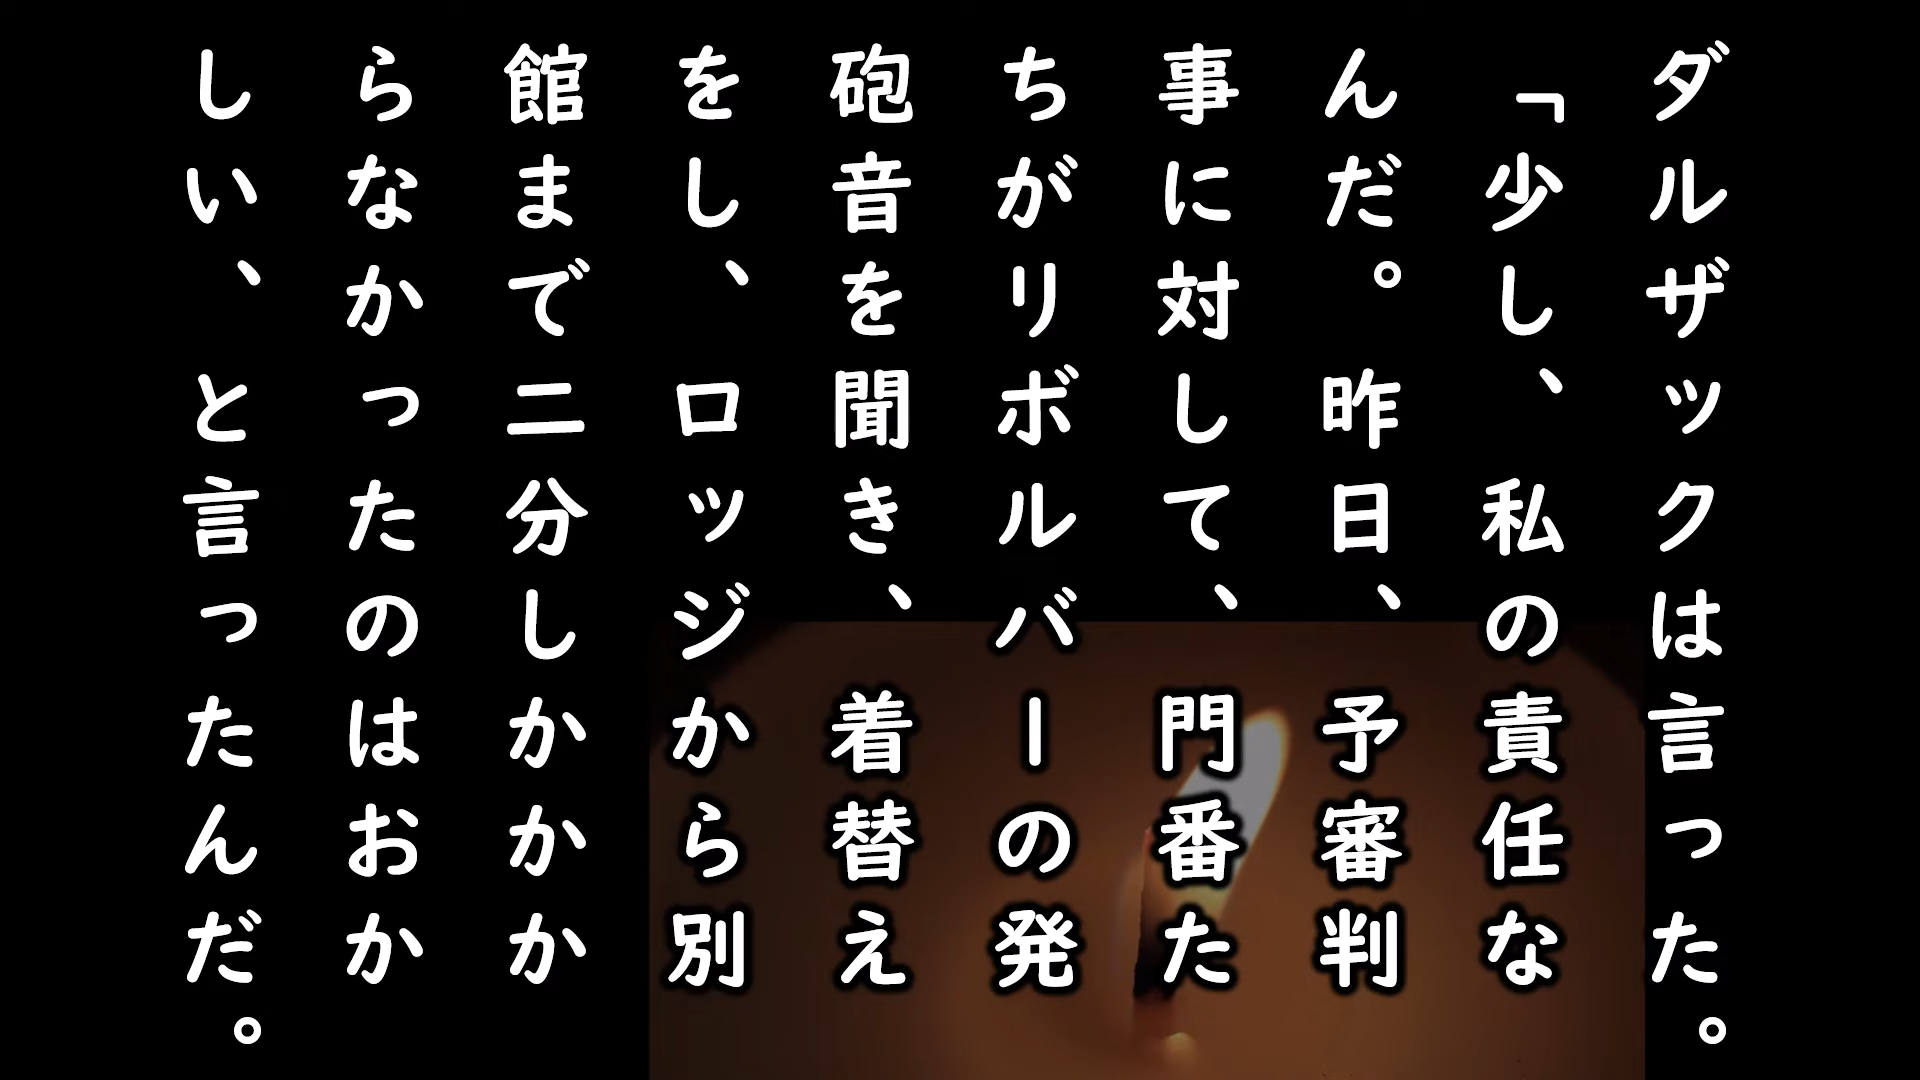 ダルザックは言った。
「少し、私の責任な
んだ。昨日、予審判
事に対して、門番た
ちがリボルバーの発
砲音を聞き、着替え
をし、ロッジから別
館まで二分しかかか
らなかったのはおか
しい、と言ったんだ。